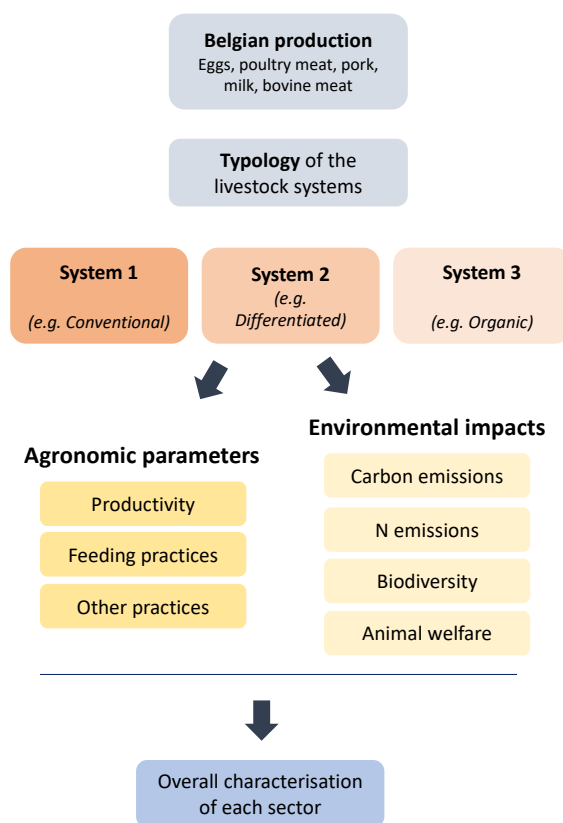 Belgian production
Eggs, poultry meat, pork,
milk, bovine meat
Typology of the
livestock systems
System 1
(e.g. Conventional)
System 2
(e.g.
Differentiated)
System 3
(e.g. Organic)
Agronomic parameters
Productivity
Feeding practices
Other practices
Environmental impacts
Carbon emissions
N emissions
Biodiversity
Animal welfare
Overall characterisation
of each sector